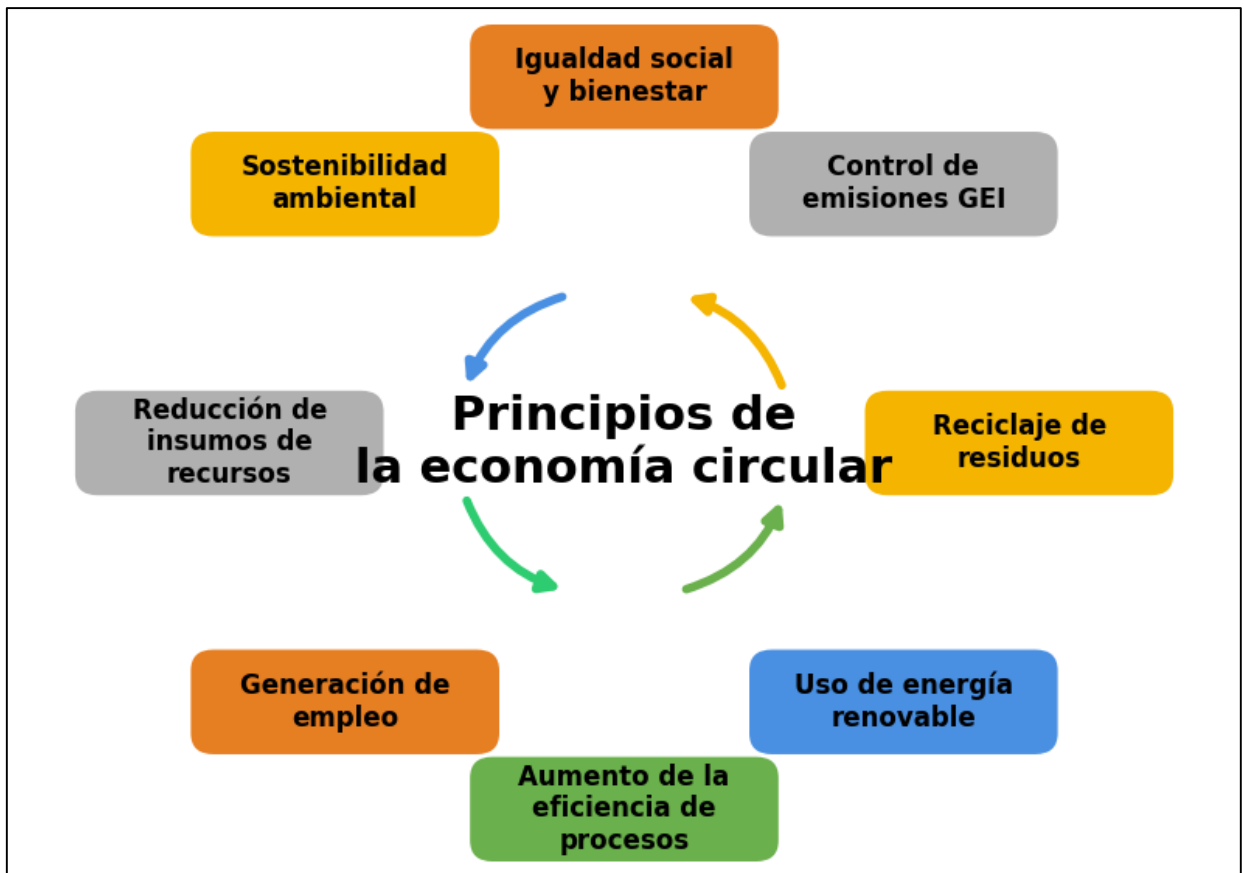 Igualdad social
y bienestar
Sostenibilidad
ambiental
Control de
emisiones GEI
Reducción de
insumos de
recursos
Principios de
la economía circular
Reciclaje de
residuos
Generación de
empleo
Uso de energía
renovable
Aumento de la
eficiencia de
procesos